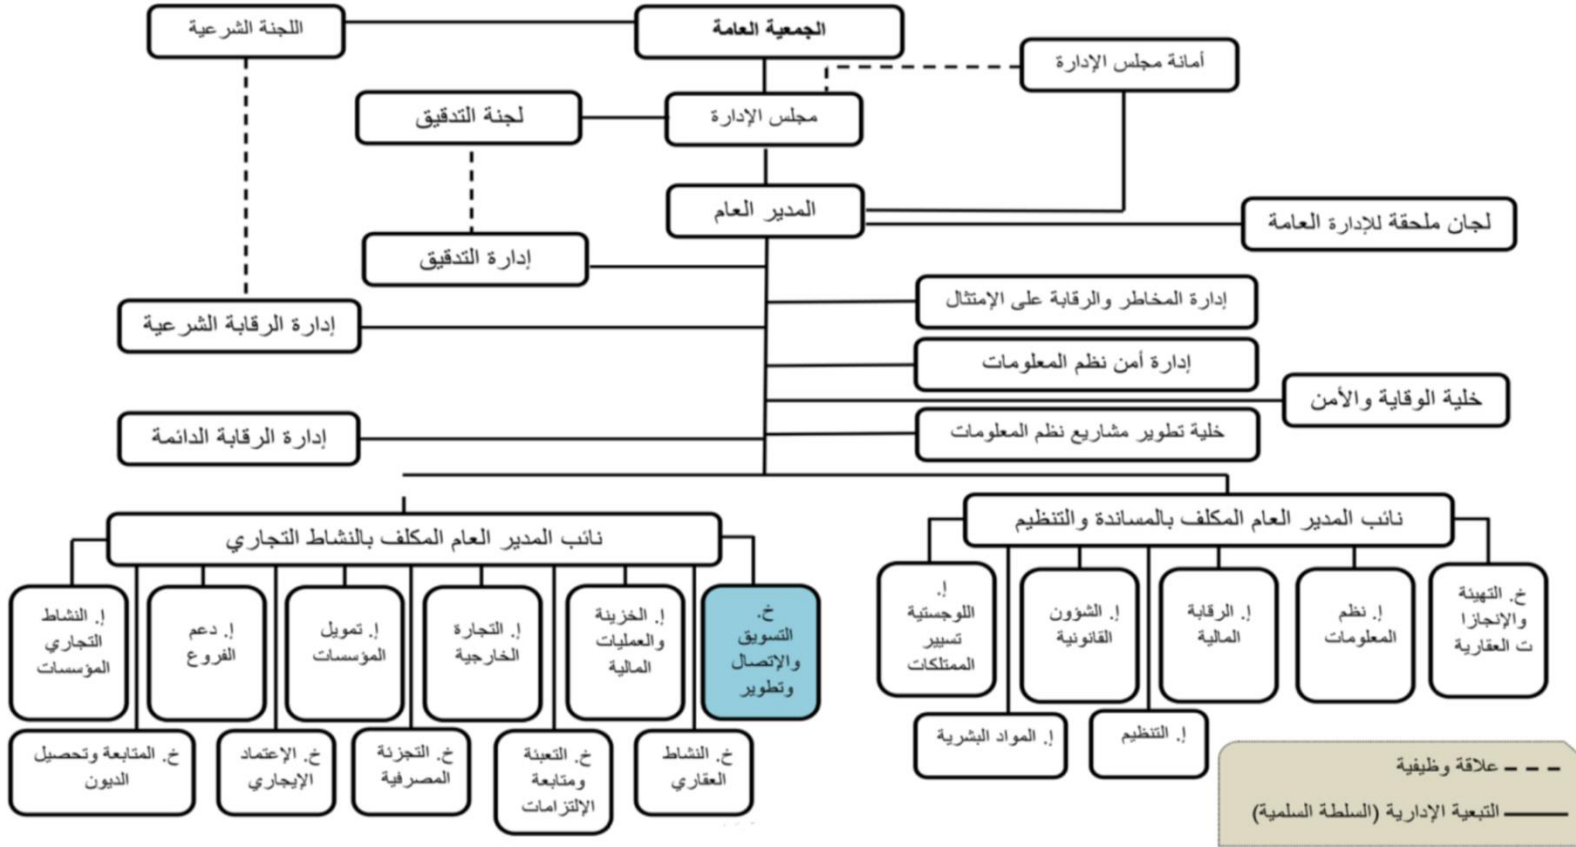 الجمعية العامة
اللجنة الشرعية
أمانة مجلس الإدارة
مجلس الإدارة
لجنة التدقيق
المدير العام
لجان ملحقة للإدارة العامة
إدارة التدقيق
إدارة المخاطر والرقابة على الإمتثال
إدارة الرقابة الشرعية
إدارة أمن نظم المعلومات
خلية الوقاية والأمن
خلية تطوير مشاريع نظم المعلومات
إدارة الرقابة الدائمة
نائب المدير العام المكلف بالمساندة والتنظيم
خ. التهيئة
والإنجازا
ت العقارية
إ. نظم
المعلومات
إ. الرقابة
المالية
إ. الشؤون
القانونية
إ.
اللوجستية
تسيير
الممتلكات
إ. التنظيم
إ. المواد البشرية
نائب المدير العام المكلف بالنشاط التجاري
خ.
التسويق
والإتصال
وتطوير
إ. الخزينة
والعمليات
المالية
إ. التجارة
الخارجية
إ. تمويل
المؤسسات
إ. دعم
الفروع
إ. النشاط
التجاري
المؤسسات
خ. النشاط
العقاري
خ. التعبئة
ومتابعة
الإلتزامات
خ. التجزئة
المصرفية
خ. الإعتماد
الإيجاري
خ. المتابعة وتحصيل
الديون
علاقة وظيفية
التبعية الإدارية (السلطة السلمية)